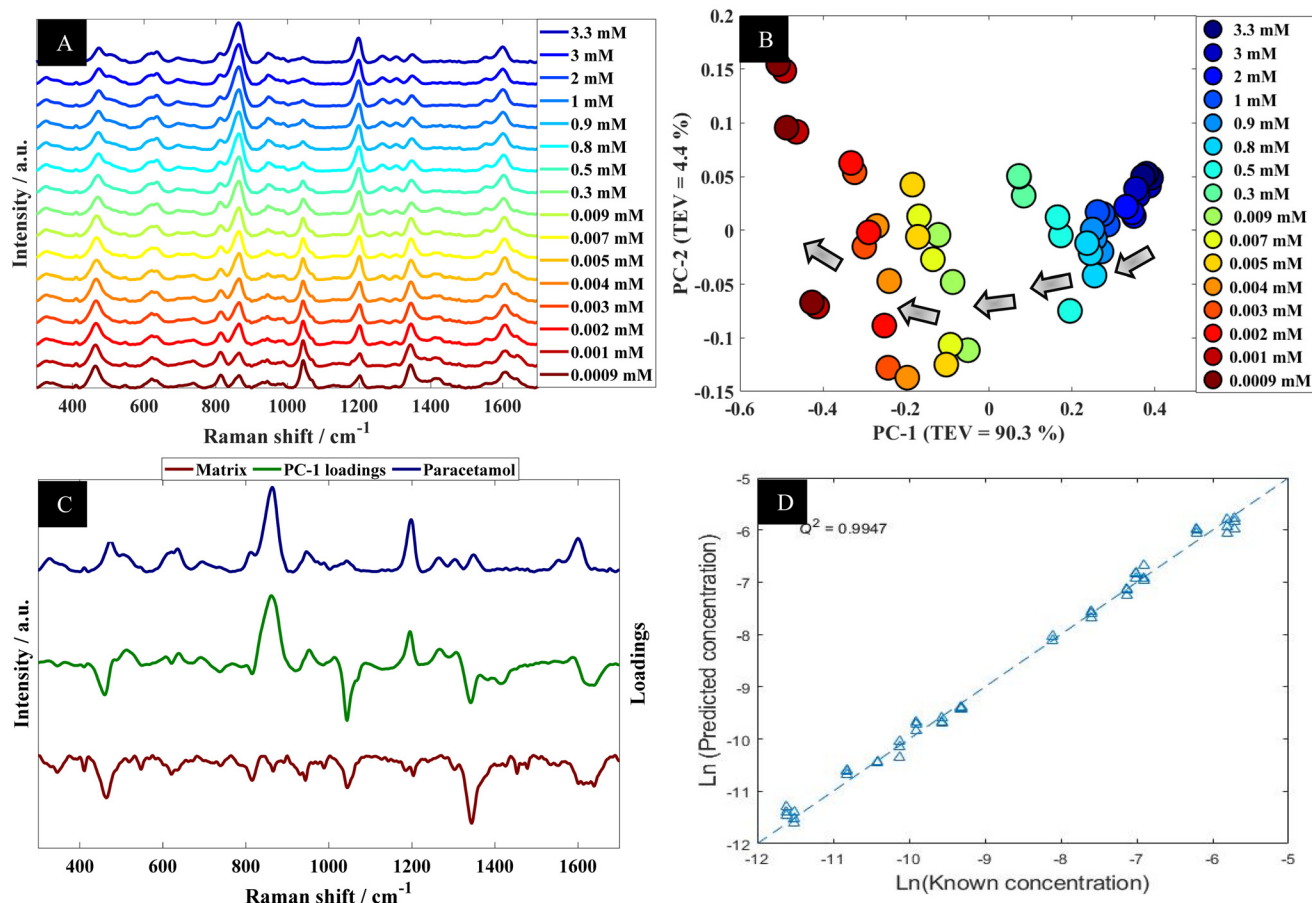 A
Intensity / a.u.
400 600 800 1000 1200 1400 1600
Raman shift / cm-1
3.3 mM
3 mM
2 mM
1 mM
0.9 mM
0.8 mM
0.5 mM
0.3 mM
0.009 mM
0.007 mM
0.005 mM
0.004 mM
0.003 mM
0.002 mM
0.001 mM
0.0009 mM
B
PC-2 (TEV = 4.4 %)
0.2
0.15
0.1
0.05
0
-0.05
-0.1
-0.15
-0.6 -0.4 -0.2 0 0.2 0.4
PC-1 (TEV = 90.3 %)
3.3 mM
3 mM
2 mM
1 mM
0.9 mM
0.8 mM
0.5 mM
0.3 mM
0.009 mM
0.007 mM
0.005 mM
0.004 mM
0.003 mM
0.002 mM
0.001 mM
0.0009 mM
Matrix PC-1 loadings Paracetamol
C
Intensity / a.u.
Loadings
400 600 800 1000 1200 1400 1600
Raman shift / cm-1
D
Q2 = 0.9947
Ln (Predicted concentration)
-5
-6
-7
-8
-9
-10
-11
-12
-12 -11 -10 -9 -8 -7 -6 -5
Ln(Known concentration)